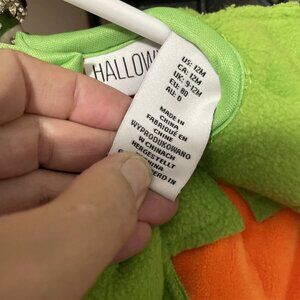 HALLOW
US: 12M
CA: 12M
UK: 9-12M
EU: 80
AU: 0
MADE IN
CHINA
FABRIQUÉ EN
CHINE
WYPRODUKOWANO
W CHINACH
HERGESTELLT
CHINA